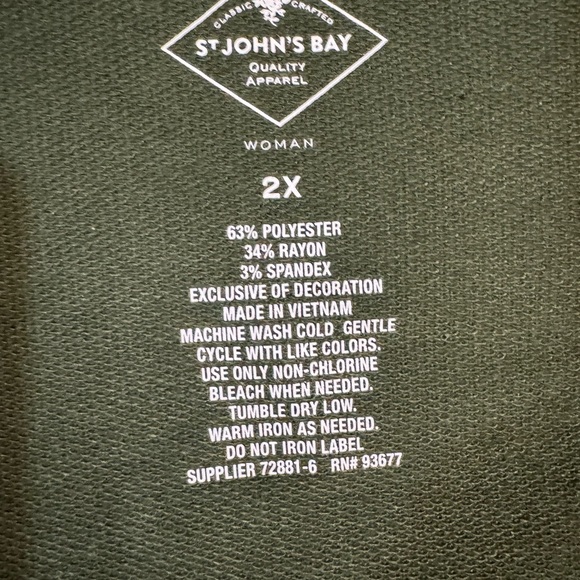 CLASSIC CRAFTED
ST JOHN'S BAY
QUALITY
APPAREL
WOMAN
2X
63% POLYESTER
34% RAYON
3% SPANDEX
EXCLUSIVE OF DECORATION
MADE IN VIETNAM
MACHINE WASH COLD GENTLE
CYCLE WITH LIKE COLORS.
USE ONLY NON-CHLORINE
BLEACH WHEN NEEDED.
TUMBLE DRY LOW.
WARM IRON AS NEEDED.
DO NOT IRON LABEL
SUPPLIER 72881-6 RN# 93677